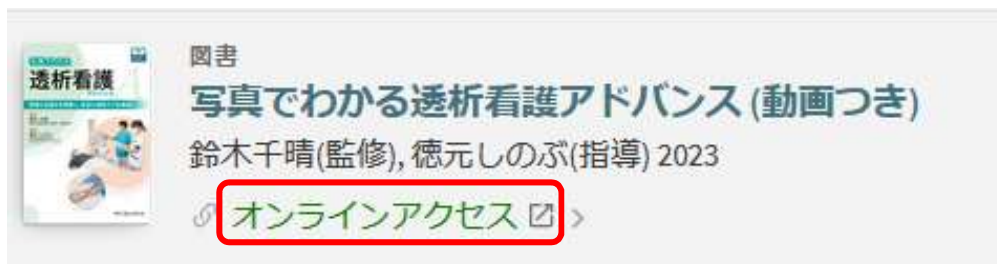 図書
写真でわかる透析看護アドバンス (動画つき)
鈴木千晴(監修), 徳元しのぶ(指導) 2023
オンラインアクセス
透析看護